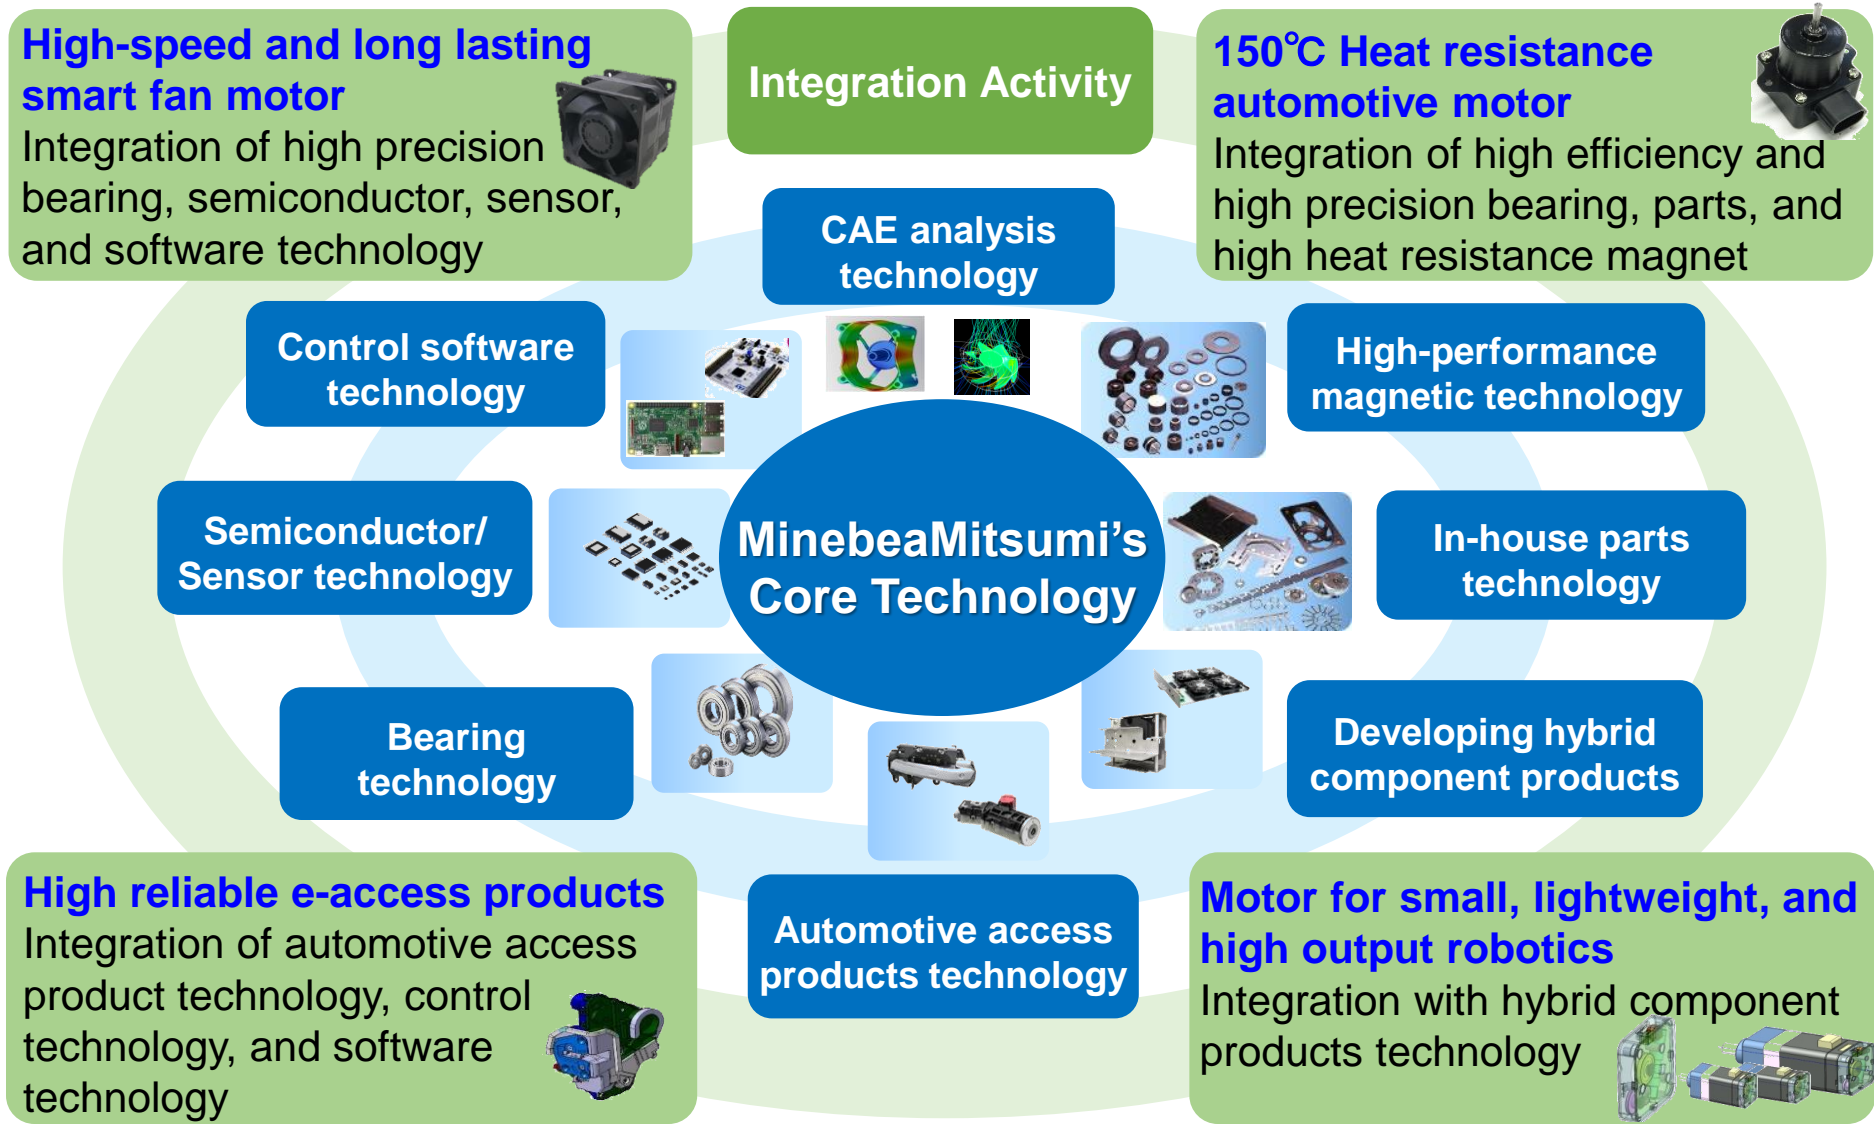 High-speed and long lasting
smart fan motor
Integration of high precision
bearing, semiconductor, sensor,
and software technology
Integration Activity
150℃ Heat resistance
automotive motor
Integration of high efficiency and
high precision bearing, parts, and
high heat resistance magnet
CAE analysis
technology
Control software
technology
High-performance
magnetic technology
Semiconductor/
Sensor technology
MinebeaMitsumi’s
Core Technology
In-house parts
technology
Bearing
technology
Developing hybrid
component products
Automotive access
products technology
High reliable e-access products
Integration of automotive access
product technology, control
technology, and software
technology
Motor for small, lightweight, and
high output robotics
Integration with hybrid component
products technology